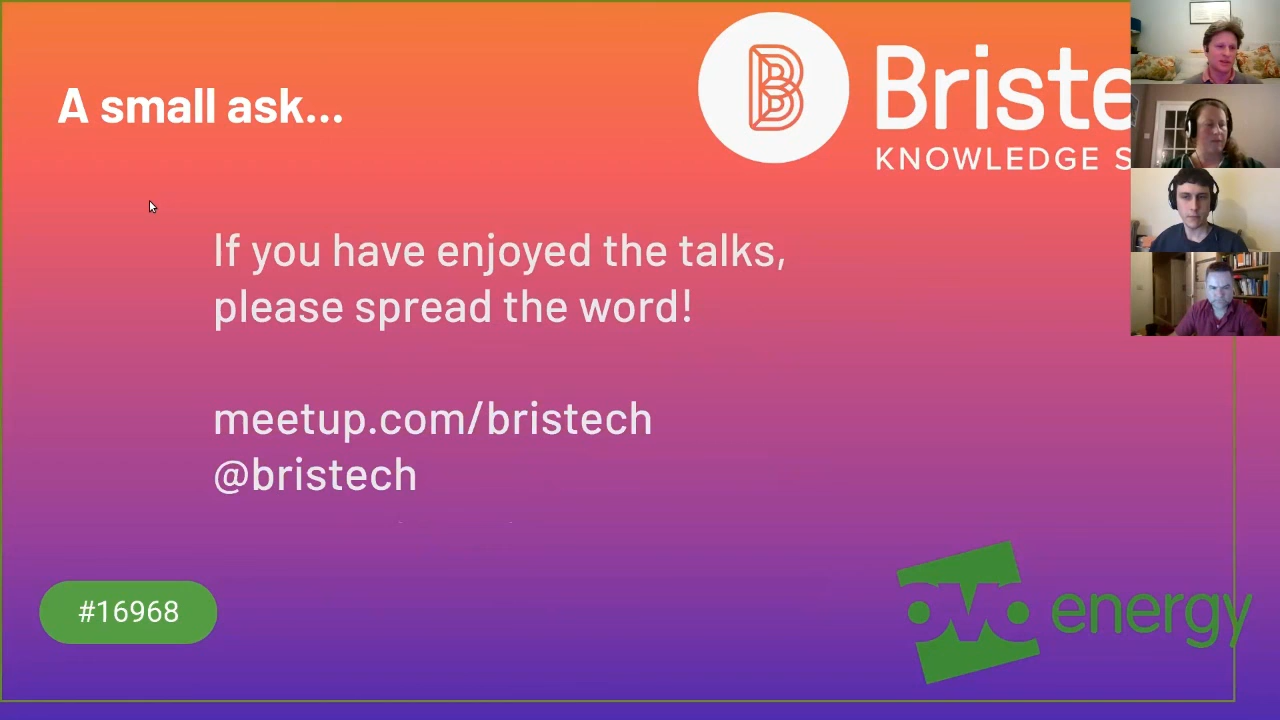 A small ask...
Briste
KNOWLEDGE S
If you have enjoyed the talks,
please spread the word!
meetup.com/bristech
@bristech
#16968
ovo energy